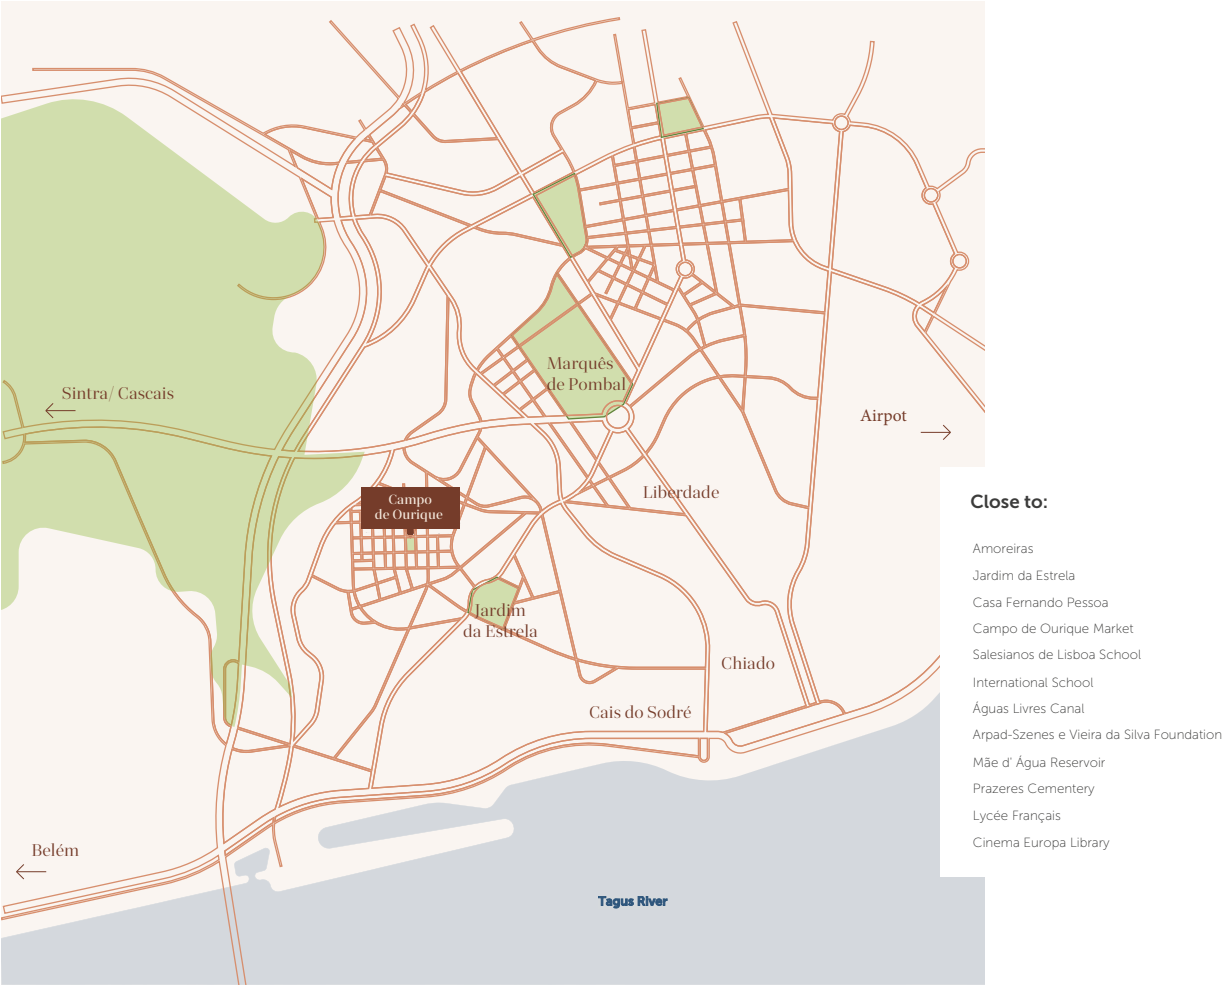 Marquês
de Pombal
Sintra/ Cascais
Airpot
Campo
de Ourique
Liberdade
Jardim
da Estrela
Chiado
Cais do Sodré
Belém
Tagus River
Close to:
Amoreiras
Jardim da Estrela
Casa Fernando Pessoa
Campo de Ourique Market
Salesianos de Lisboa School
International School
Águas Livres Canal
Arpad-Szenes e Vieira da Silva Foundation
Mãe d' Água Reservoir
Prazeres Cementery
Lycée Français
Cinema Europa Library